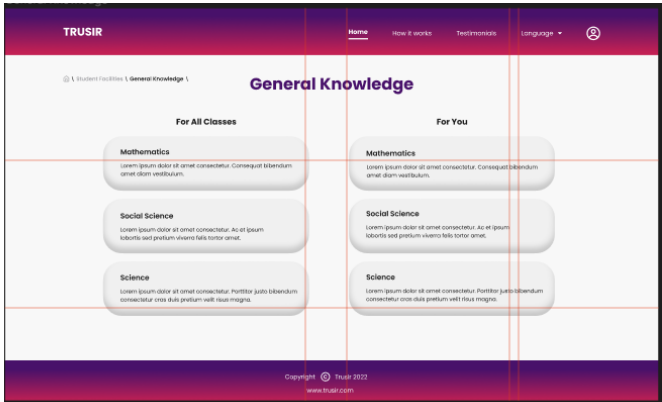 General Knowledge
TRUSIR
Home How it works Testimonials Language
\ Student Facilities \ General Knowledge \
General Knowledge
For All Classes
For You
Mathematics
Lorem ipsum dolor sit amet consectetur. Consequat bibendum
amet diam vestibulum.
Social Science
Lorem ipsum dolor sit amet consectetur. Ac et ipsum
lobortis sed pretium viverra felis tortor amet.
Science
Lorem ipsum dolor sit amet consectetur. Porttitor justo bibendum
consectetur cras duis pretium velit risus magna.
Mathematics
Lorem ipsum dolor sit amet consectetur. Consequat bibendum
amet diam vestibulum.
Social Science
Lorem ipsum dolor sit amet consectetur. Ac et ipsum
lobortis sed pretium viverra felis tortor amet.
Science
Lorem ipsum dolor sit amet consectetur. Porttitor justo bibendum
consectetur cras duis pretium velit risus magna.
Copyright © Trusir 2022
www.trusir.com